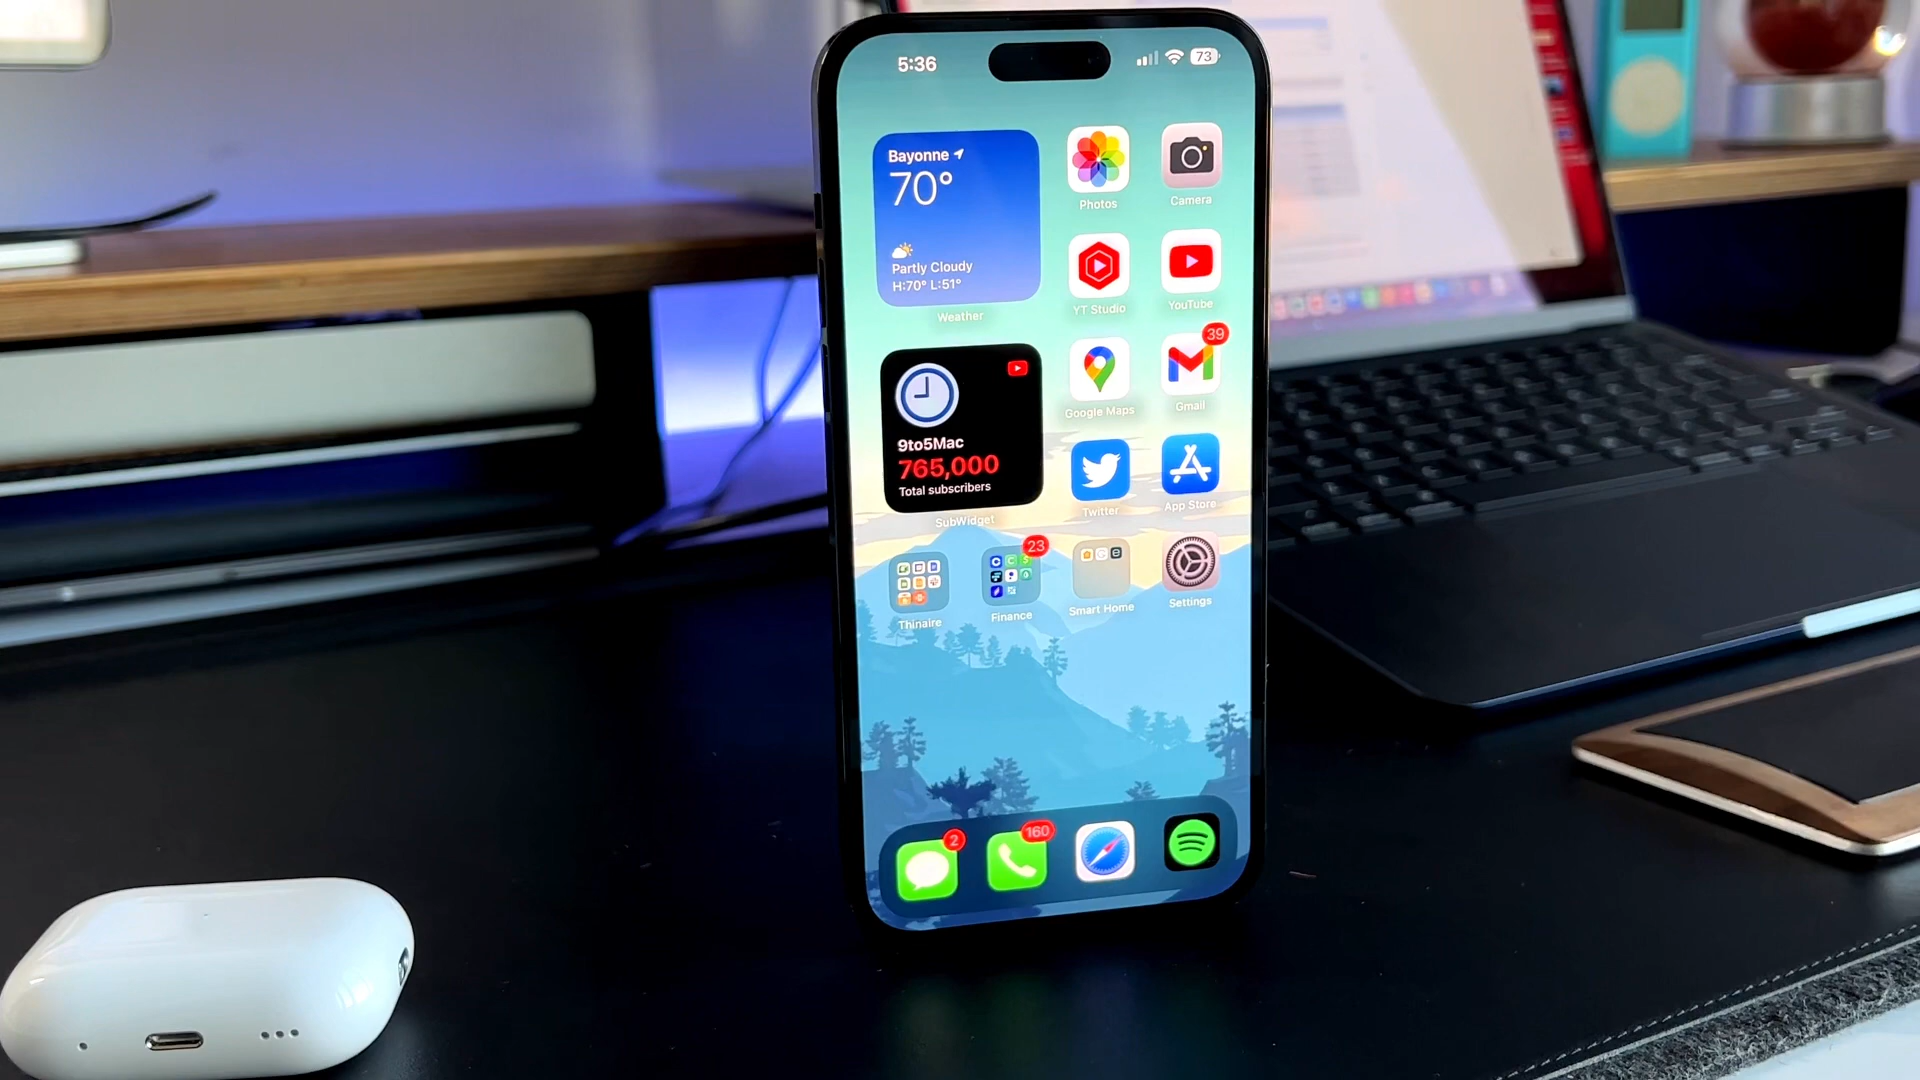 5:36
73
Bayonne
70°
Partly Cloudy
H:70° L:51°
Weather
Photos
Camera
YT Studio
YouTube
9to5Mac
765,000
Total subscribers
SubWidget
Google Maps
39
Gmail
Twitter
App Store
Thinaire
23
Finance
Smart Home
Settings
2
160